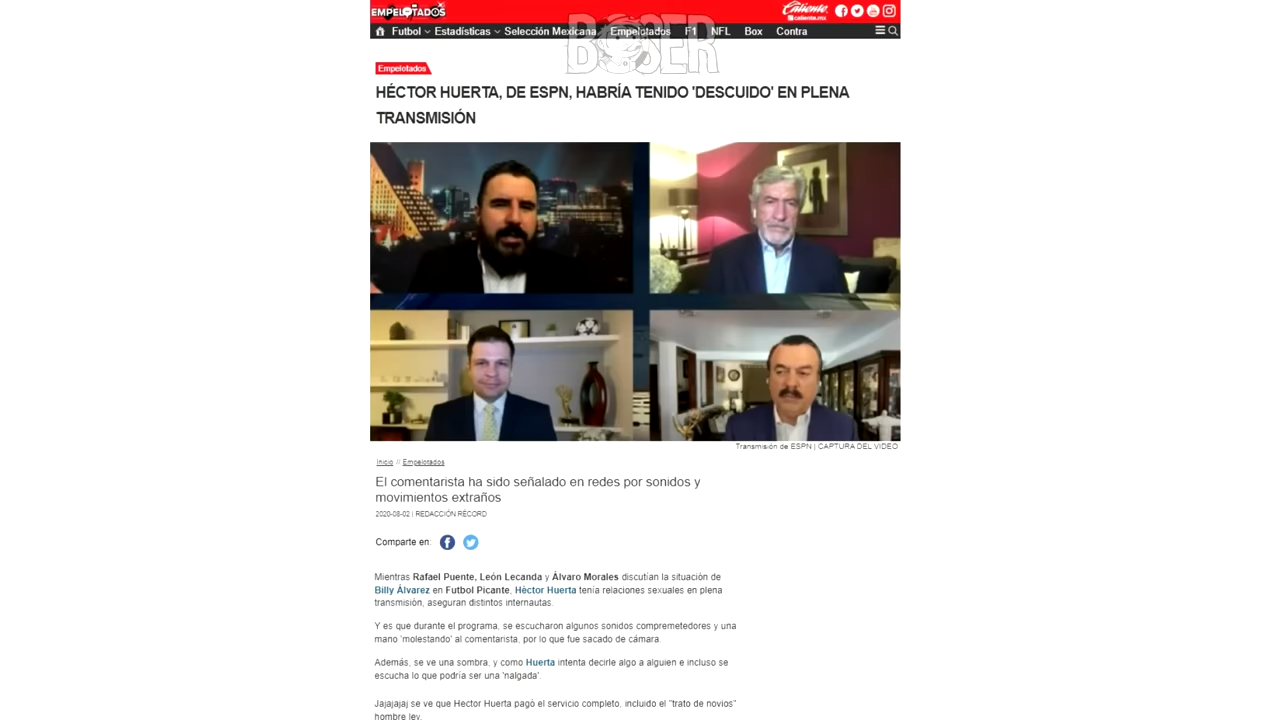 EMPELOTADOS
Caliente.mx
caliente.mx
BOSER
Futbol Estadísticas Selección Mexicana Empelotados F1 NFL Box Contra
Empelotados
HÉCTOR HUERTA, DE ESPN, HABRÍA TENIDO 'DESCUIDO' EN PLENA
TRANSMISIÓN
Transmisión de ESPN | CAPTURA DEL VIDEO
Inicio // Empelotados
El comentarista ha sido señalado en redes por sonidos y
movimientos extraños
2020-08-02 | REDACCIÓN RÉCORD
Comparte en:
Mientras Rafael Puente, León Lecanda y Álvaro Morales discutían la situación de
Billy Álvarez en Futbol Picante, Héctor Huerta tenía relaciones sexuales en plena
transmisión, aseguran distintos internautas.
Y es que durante el programa, se escucharon algunos sonidos compremetedores y una
mano 'molestando' al comentarista, por lo que fue sacado de cámara.
Además, se ve una sombra, y como Huerta intenta decirle algo a alguien e incluso se
escucha lo que podría ser una 'nalgada'.
Jajajajaj se ve que Hector Huerta pagó el servicio completo, incluido el "trato de novios"
hombre ley.